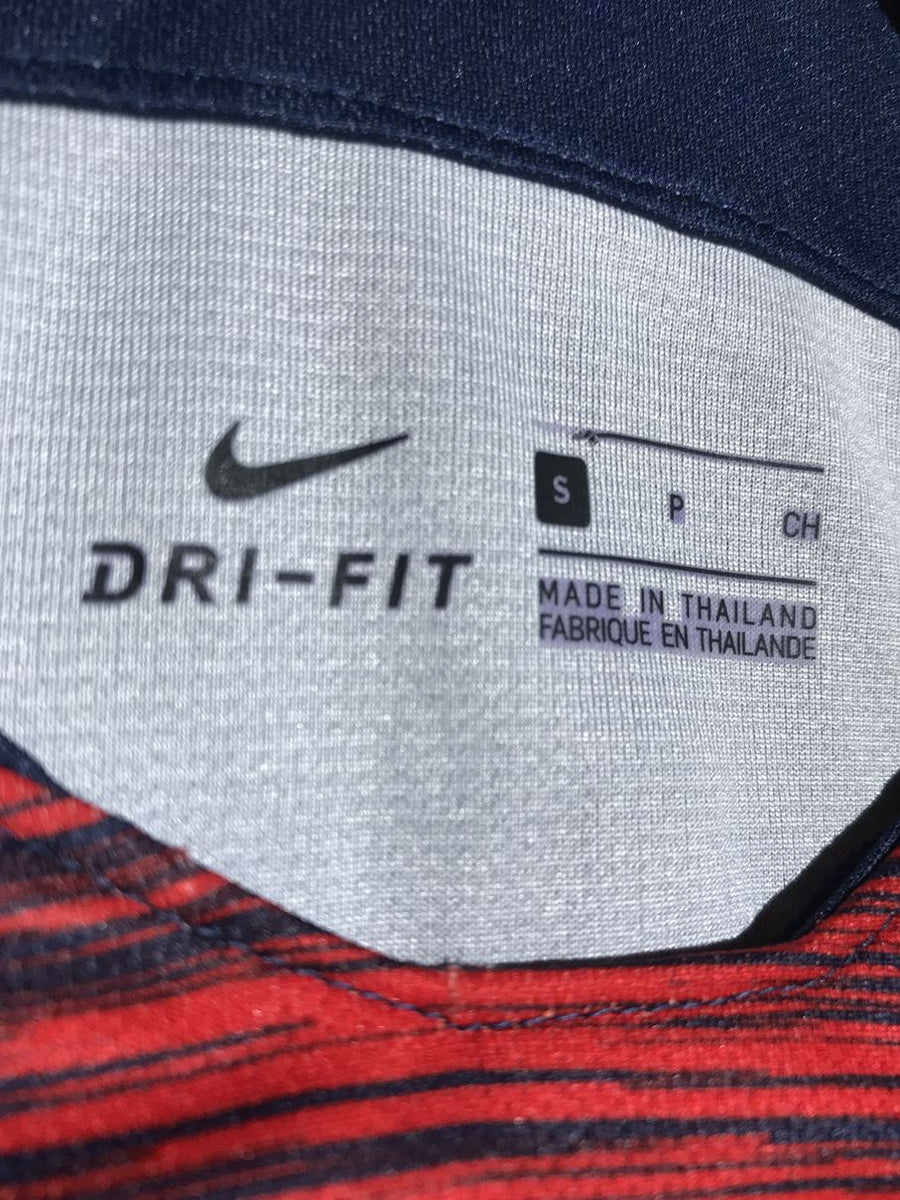 DRI-FIT
S P CH
MADE IN THAILAND
FABRIQUE EN THAILANDE